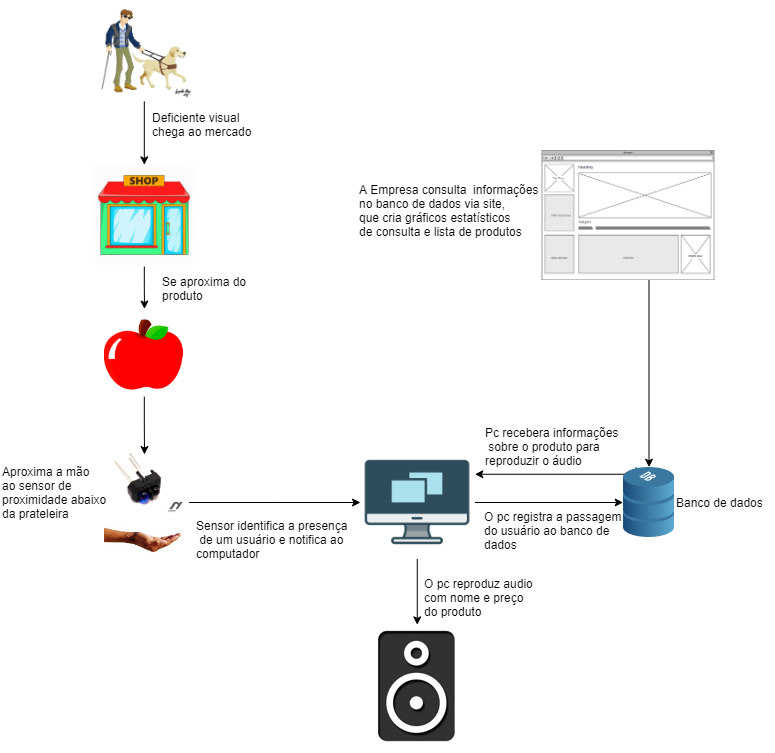 Deficiente visual
chega ao mercado
SHOP
A Empresa consulta informações
no banco de dados via site,
que cria gráficos estatísticos
de consulta e lista de produtos
Heading
Se aproxima do
produto
Aproxima a mão
ao sensor de
proximidade abaixo
da prateleira
Sensor identifica a presença
de um usuário e notifica ao
computador
Pc recebera informações
sobre o produto para
reproduzir o áudio
DB
Banco de dados
O pc registra a passagem
do usuário ao banco de
dados
O pc reproduz audio
com nome e preço
do produto